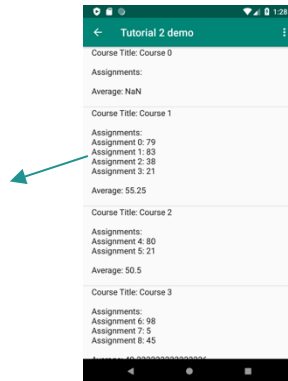 1:28
Tutorial 2 demo
Course Title: Course 0
Assignments:
Average: NaN
Course Title: Course 1
Assignments:
Assignment 0: 79
Assignment 1: 83
Assignment 2: 38
Assignment 3: 21
Average: 55.25
Course Title: Course 2
Assignments:
Assignment 4: 80
Assignment 5: 21
Average: 50.5
Course Title: Course 3
Assignments:
Assignment 6: 98
Assignment 7: 5
Assignment 8: 45